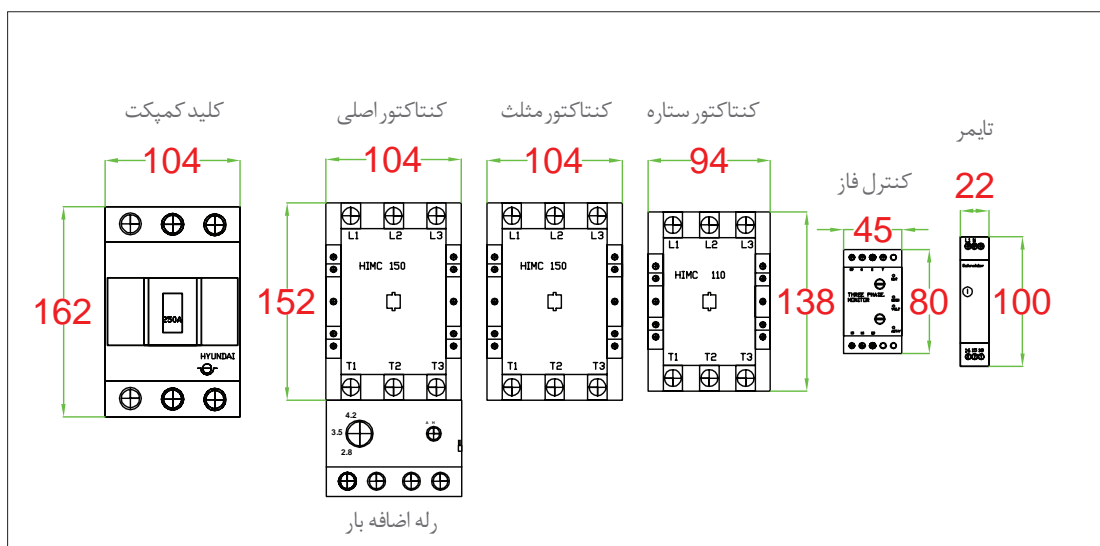 کلید کمپکت
104
162
250A
HYUNDAI
کنتاکتور اصلی
104
152
L1 L2 L3
HIMC 150
T1 T2 T3
4.2
3.5
2.8
رله اضافه بار
کنتاکتور مثلث
104
L1 L2 L3
HIMC 150
T1 T2 T3
کنتاکتور ستاره
94
138
L1 L2 L3
HIMC 110
T1 T2 T3
کنترل فاز
45
80
THREE PHASE
MONITOR
تایمر
22
100
Schneider